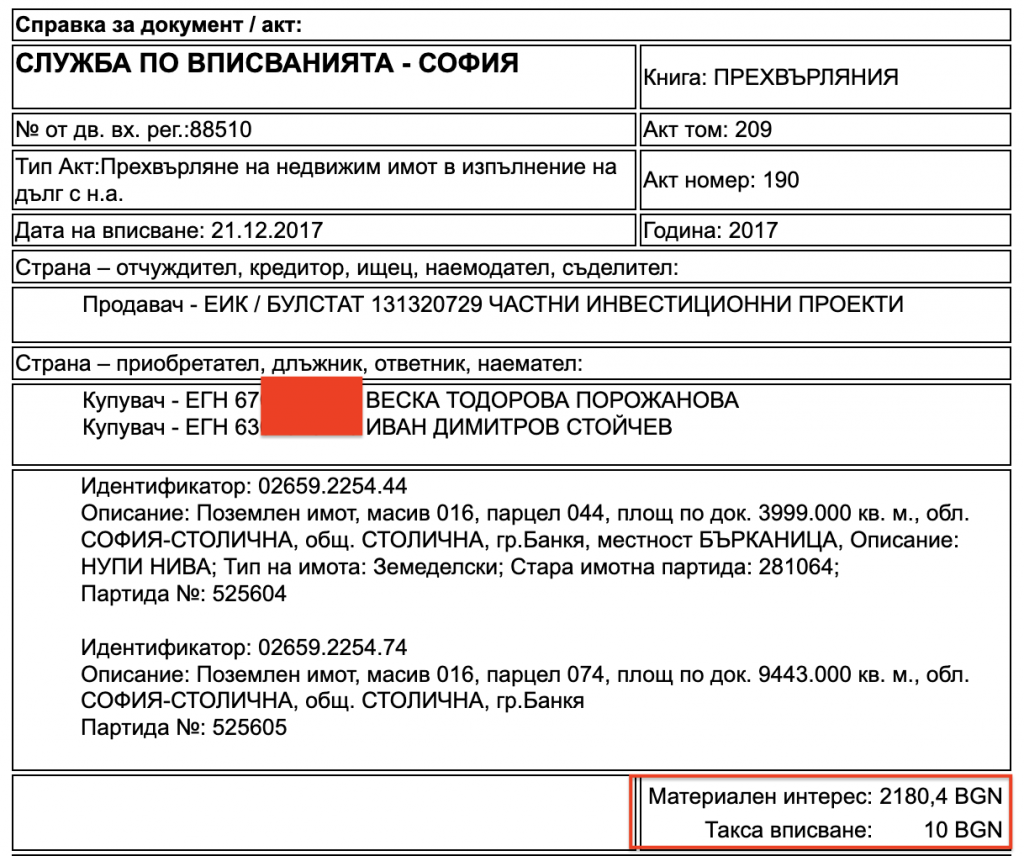 Справка за документ / акт:
СЛУЖБА ПО ВПИСВАНИЯТА - СОФИЯ
Книга: ПРЕХВЪРЛЯНИЯ
№ от дв. вх. рег.:88510
Акт том: 209
Тип Акт:Прехвърляне на недвижим имот в изпълнение на
дълг с н.а.
Акт номер: 190
Дата на вписване: 21.12.2017
Година: 2017
Страна – отчуждител, кредитор, ищец, наемодател, съделител:
Продавач - ЕИК / БУЛСТАТ 131320729 ЧАСТНИ ИНВЕСТИЦИОННИ ПРОЕКТИ
Страна – приобретател, длъжник, ответник, наемател:
Купувач - ЕГН 67 ВЕСКА ТОДОРОВА ПОРОЖАНОВА
Купувач - ЕГН 63 ИВАН ДИМИТРОВ СТОЙЧЕВ
Идентификатор: 02659.2254.44
Описание: Поземлен имот, масив 016, парцел 044, площ по док. 3999.000 кв. м., обл.
СОФИЯ-СТОЛИЧНА, общ. СТОЛИЧНА, гр.Банкя, местност БЪРКАНИЦА, Описание:
НУПИ НИВА; Тип на имота: Земеделски; Стара имотна партида: 281064;
Партида №: 525604
Идентификатор: 02659.2254.74
Описание: Поземлен имот, масив 016, парцел 074, площ по док. 9443.000 кв. м., обл.
СОФИЯ-СТОЛИЧНА, общ. СТОЛИЧНА, гр.Банкя
Партида №: 525605
Материален интерес: 2180,4 BGN
Такса вписване: 10 BGN